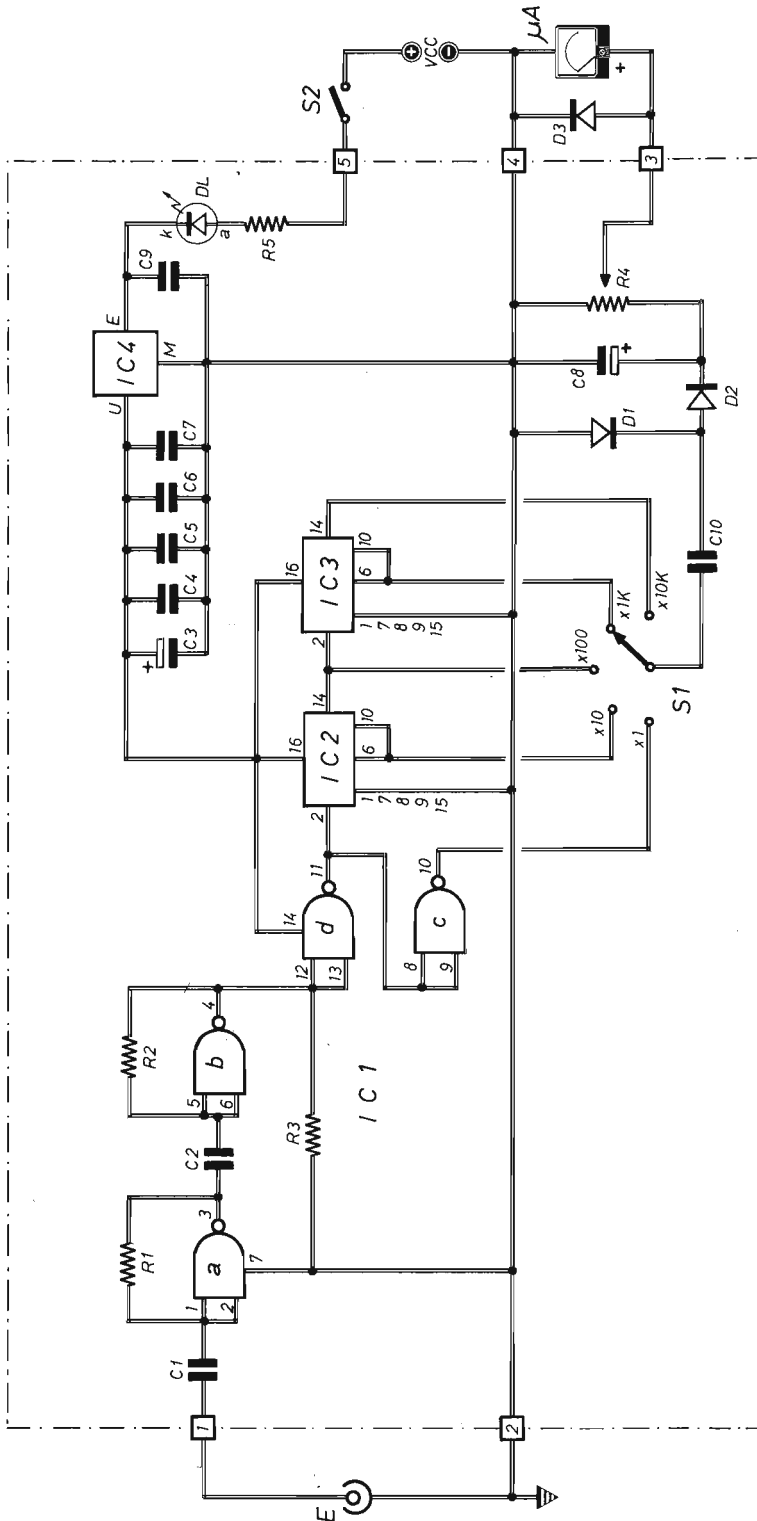 E
1
2
C1
R1
1
2
a
3
7
C2
R2
5
6
b
4
R3
IC1
12
13
d
14
11
8
9
c
10
2
IC2
16
14
6
10
1
7
8
9
15
2
IC3
16
14
6
10
1
7
8
9
15
C3
+
C4
C5
C6
C7
U
IC4
E
M
C9
k
DL
a
R5
5
S2
+
VCC
-
4
3
D3
µA
+
R4
C8
+
D1
D2
C10
S1
x1
x10
x100
x1K
x10K